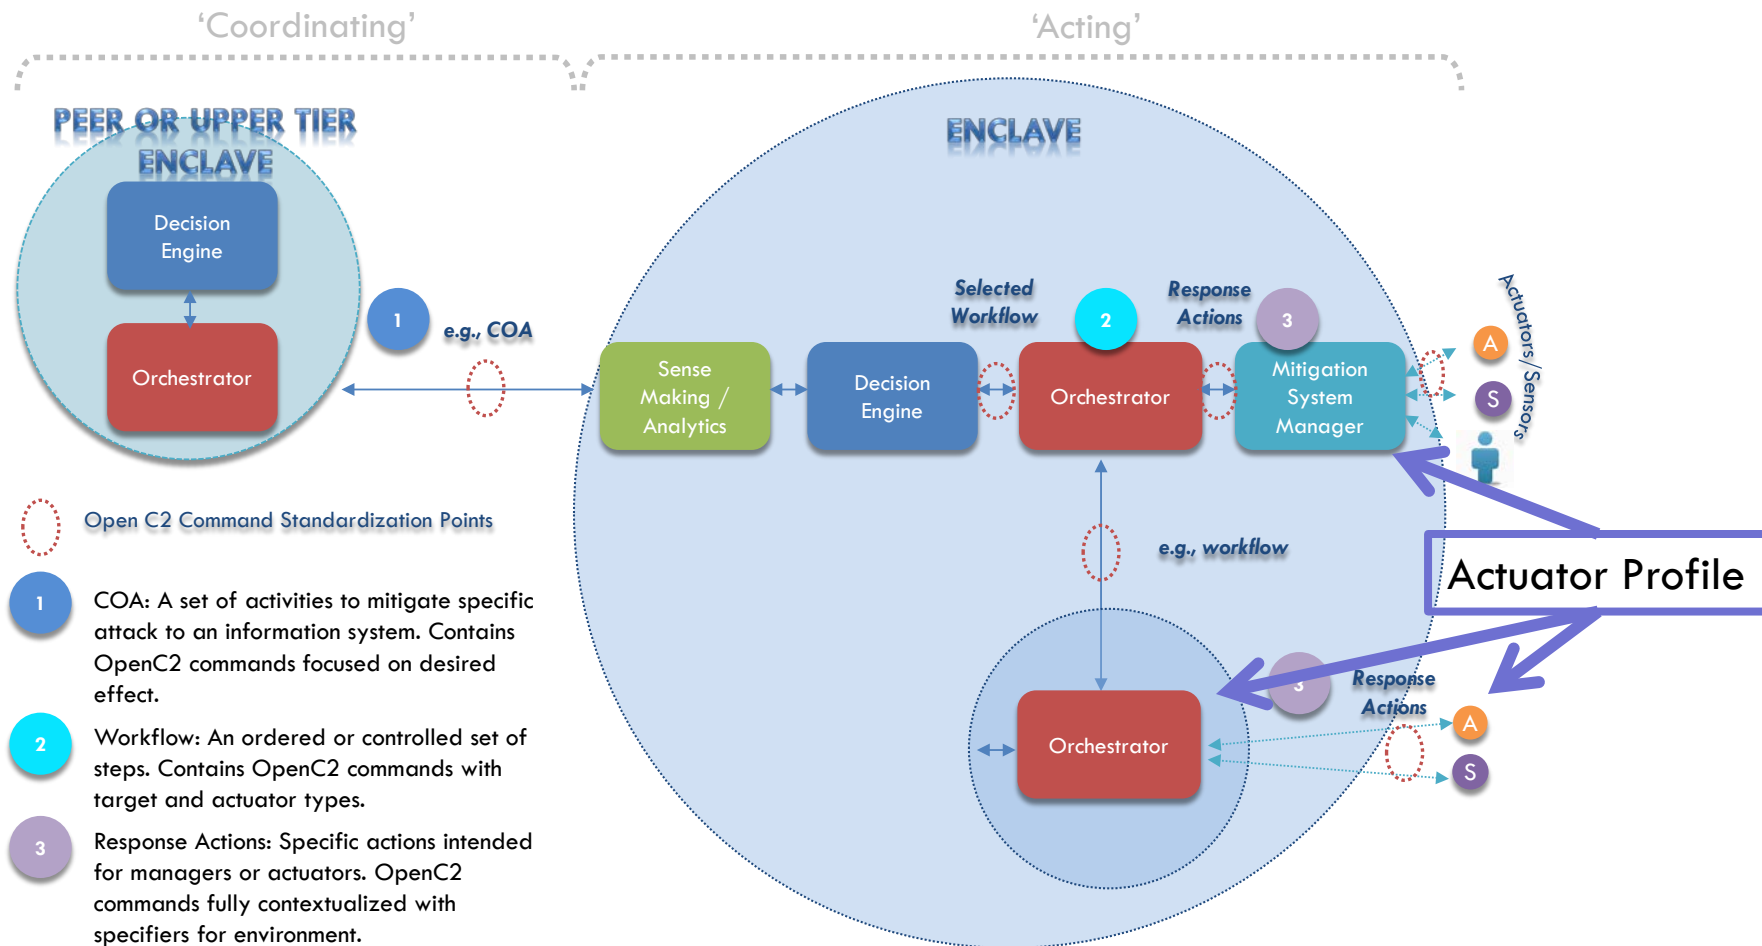 ‘Coordinating’
‘Acting’
PEER OR UPPER TIER
ENCLAVE
Decision
Engine
Orchestrator
1
e.g., COA
ENCLAVE
Sense
Making /
Analytics
Decision
Engine
Selected
Workflow
2
Orchestrator
Response
Actions
3
Mitigation
System
Manager
A
S
Actuators/Sensors
e.g., workflow
Actuator Profile
Orchestrator
3
Response
Actions
A
S
Open C2 Command Standardization Points
1
COA: A set of activities to mitigate specific
attack to an information system. Contains
OpenC2 commands focused on desired
effect.
2
Workflow: An ordered or controlled set of
steps. Contains OpenC2 commands with
target and actuator types.
3
Response Actions: Specific actions intended
for managers or actuators. OpenC2
commands fully contextualized with
specifiers for environment.